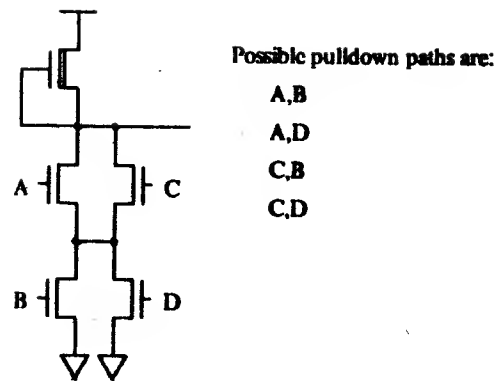 Possible pulldown paths are:
A,B
A,D
C,B
C,D
A
C
B
D